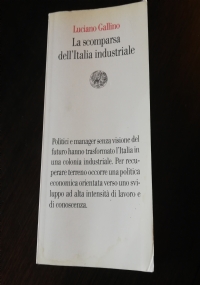 Luciano Gallino
La scomparsa
dell'Italia industriale
Politici e manager senza visione del
futuro hanno trasformato l'Italia in
una colonia industriale. Per recu-
perare terreno occorre una politica
economica orientata verso uno svi-
luppo ad alta intensità di lavoro e
di conoscenza.